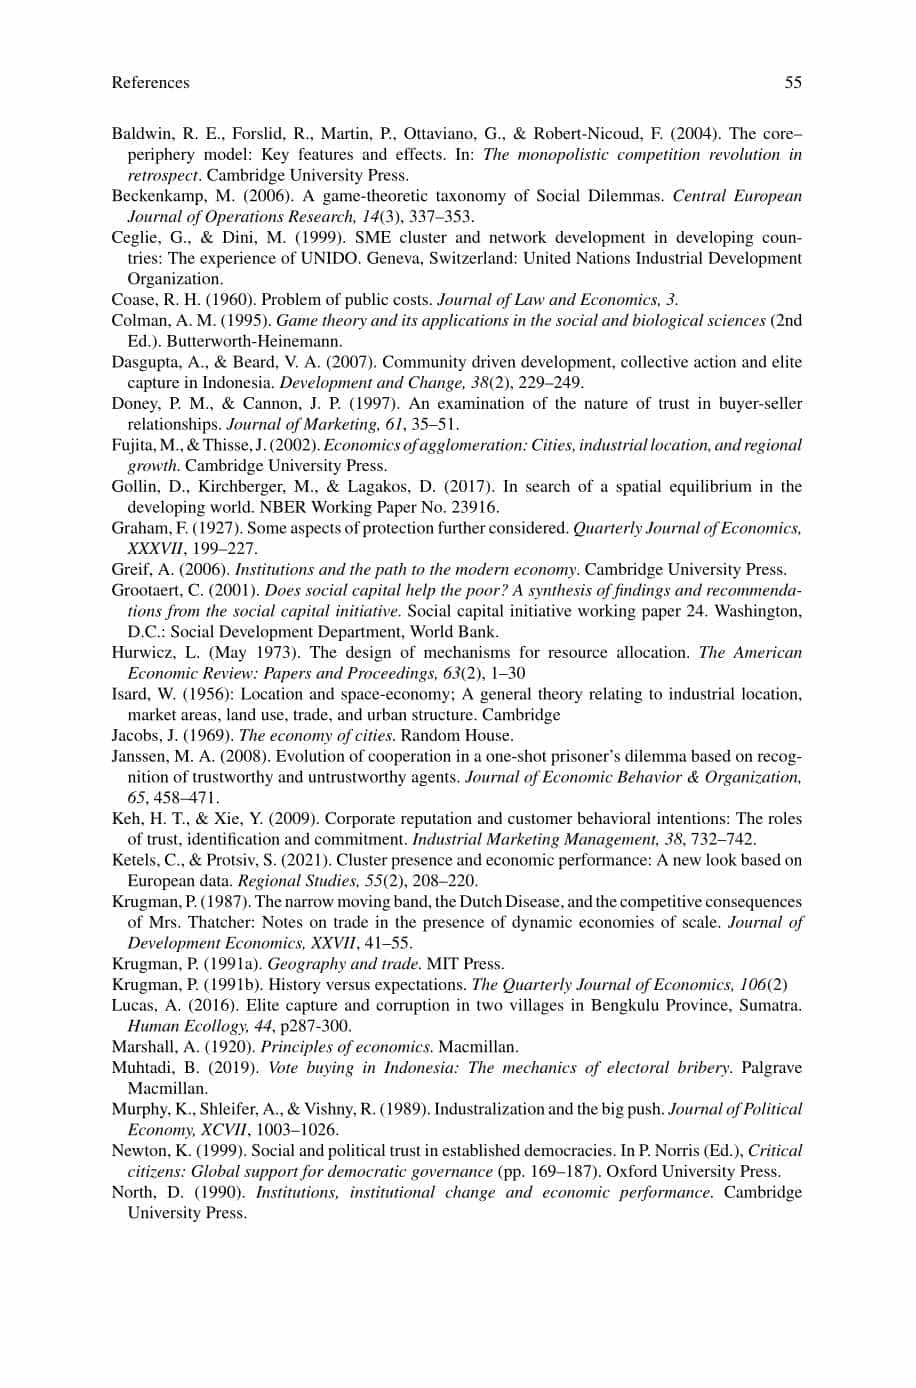 References 55
Baldwin, R. E., Forslid, R., Martin, P., Ottaviano, G., & Robert-Nicoud, F. (2004). The core–
periphery model: Key features and effects. In: The monopolistic competition revolution in
retrospect. Cambridge University Press.
Beckenkamp, M. (2006). A game-theoretic taxonomy of Social Dilemmas. Central European
Journal of Operations Research, 14(3), 337–353.
Ceglie, G., & Dini, M. (1999). SME cluster and network development in developing coun-
tries: The experience of UNIDO. Geneva, Switzerland: United Nations Industrial Development
Organization.
Coase, R. H. (1960). Problem of public costs. Journal of Law and Economics, 3.
Colman, A. M. (1995). Game theory and its applications in the social and biological sciences (2nd
Ed.). Butterworth-Heinemann.
Dasgupta, A., & Beard, V. A. (2007). Community driven development, collective action and elite
capture in Indonesia. Development and Change, 38(2), 229–249.
Doney, P. M., & Cannon, J. P. (1997). An examination of the nature of trust in buyer-seller
relationships. Journal of Marketing, 61, 35–51.
Fujita, M., & Thisse, J. (2002). Economics of agglomeration: Cities, industrial location, and regional
growth. Cambridge University Press.
Gollin, D., Kirchberger, M., & Lagakos, D. (2017). In search of a spatial equilibrium in the
developing world. NBER Working Paper No. 23916.
Graham, F. (1927). Some aspects of protection further considered. Quarterly Journal of Economics,
XXXVII, 199–227.
Greif, A. (2006). Institutions and the path to the modern economy. Cambridge University Press.
Grootaert, C. (2001). Does social capital help the poor? A synthesis of findings and recommenda-
tions from the social capital initiative. Social capital initiative working paper 24. Washington,
D.C.: Social Development Department, World Bank.
Hurwicz, L. (May 1973). The design of mechanisms for resource allocation. The American
Economic Review: Papers and Proceedings, 63(2), 1–30
Isard, W. (1956): Location and space-economy; A general theory relating to industrial location,
market areas, land use, trade, and urban structure. Cambridge
Jacobs, J. (1969). The economy of cities. Random House.
Janssen, M. A. (2008). Evolution of cooperation in a one-shot prisoner’s dilemma based on recog-
nition of trustworthy and untrustworthy agents. Journal of Economic Behavior & Organization,
65, 458–471.
Keh, H. T., & Xie, Y. (2009). Corporate reputation and customer behavioral intentions: The roles
of trust, identification and commitment. Industrial Marketing Management, 38, 732–742.
Ketels, C., & Protsiv, S. (2021). Cluster presence and economic performance: A new look based on
European data. Regional Studies, 55(2), 208–220.
Krugman, P. (1987). The narrow moving band, the Dutch Disease, and the competitive consequences
of Mrs. Thatcher: Notes on trade in the presence of dynamic economies of scale. Journal of
Development Economics, XXVII, 41–55.
Krugman, P. (1991a). Geography and trade. MIT Press.
Krugman, P. (1991b). History versus expectations. The Quarterly Journal of Economics, 106(2)
Lucas, A. (2016). Elite capture and corruption in two villages in Bengkulu Province, Sumatra.
Human Ecollogy, 44, p287-300.
Marshall, A. (1920). Principles of economics. Macmillan.
Muhtadi, B. (2019). Vote buying in Indonesia: The mechanics of electoral bribery. Palgrave
Macmillan.
Murphy, K., Shleifer, A., & Vishny, R. (1989). Industralization and the big push. Journal of Political
Economy, XCVII, 1003–1026.
Newton, K. (1999). Social and political trust in established democracies. In P. Norris (Ed.), Critical
citizens: Global support for democratic governance (pp. 169–187). Oxford University Press.
North, D. (1990). Institutions, institutional change and economic performance. Cambridge
University Press.